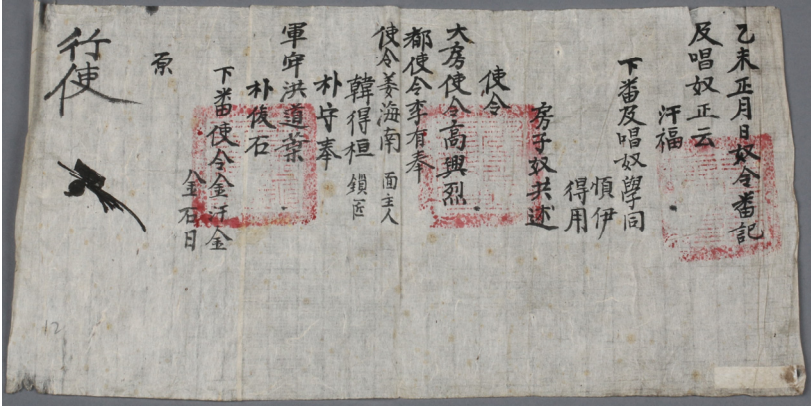 乙未正月日奴令番記
及唱奴正云
汗福
下番及唱奴學同
順伊
得用
房子奴共述
使令
大房使令高興烈
都使令李有奉
使令姜海南 面主人
韓得桓 鎖匠
朴守奉
軍牢洪道業
朴俊石
下番使令金汗金
金石日
原
行使
12